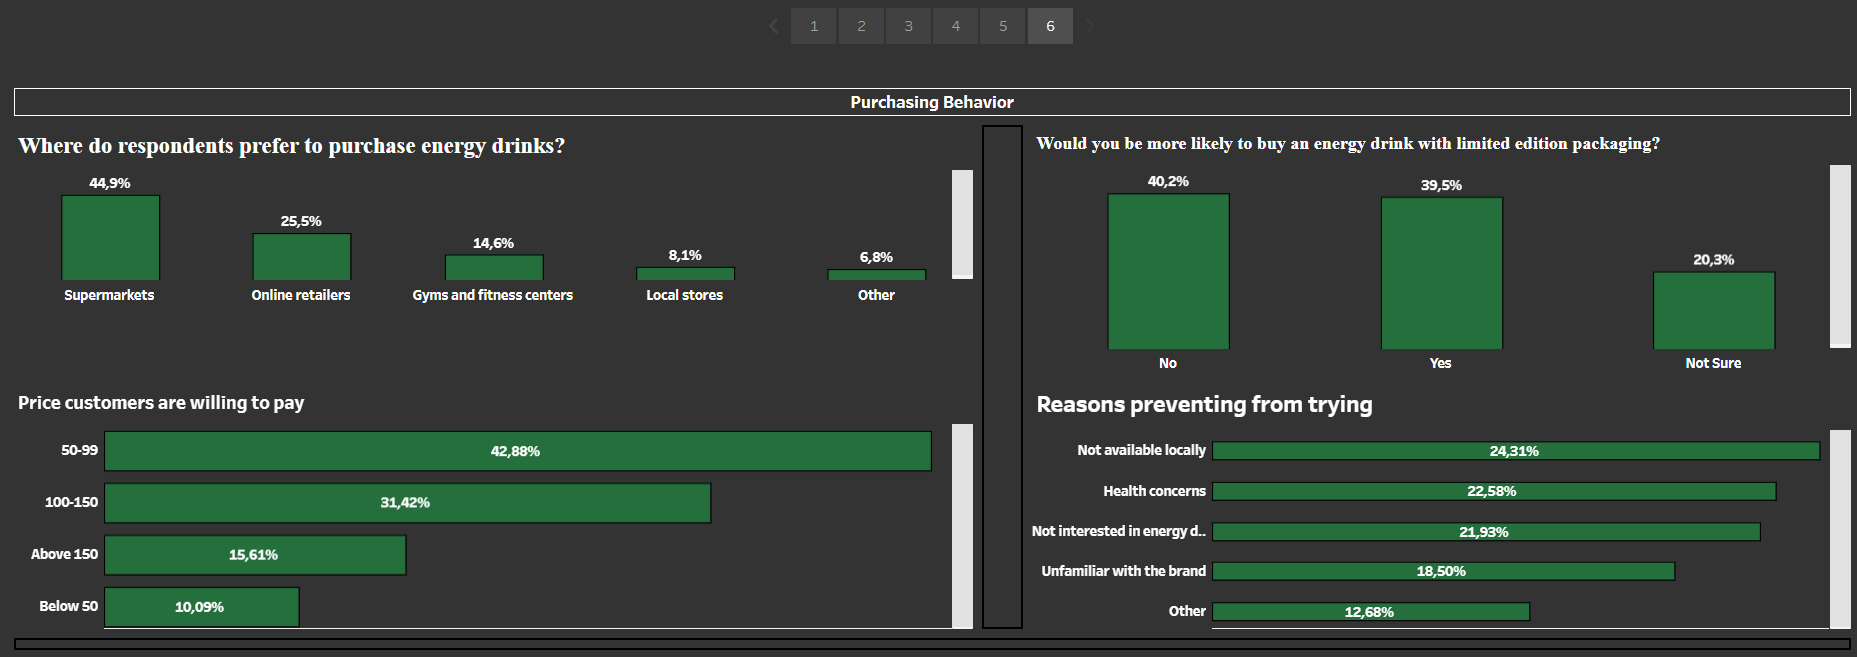 1 2 3 4 5 6
Purchasing Behavior
Where do respondents prefer to purchase energy drinks?
44,9%
25,5%
14,6%
8,1%
6,8%
Supermarkets
Online retailers
Gyms and fitness centers
Local stores
Other
Would you be more likely to buy an energy drink with limited edition packaging?
40,2%
39,5%
20,3%
No
Yes
Not Sure
Price customers are willing to pay
50-99 42,88%
100-150 31,42%
Above 150 15,61%
Below 50 10,09%
Reasons preventing from trying
Not available locally 24,31%
Health concerns 22,58%
Not interested in energy d.. 21,93%
Unfamiliar with the brand 18,50%
Other 12,68%